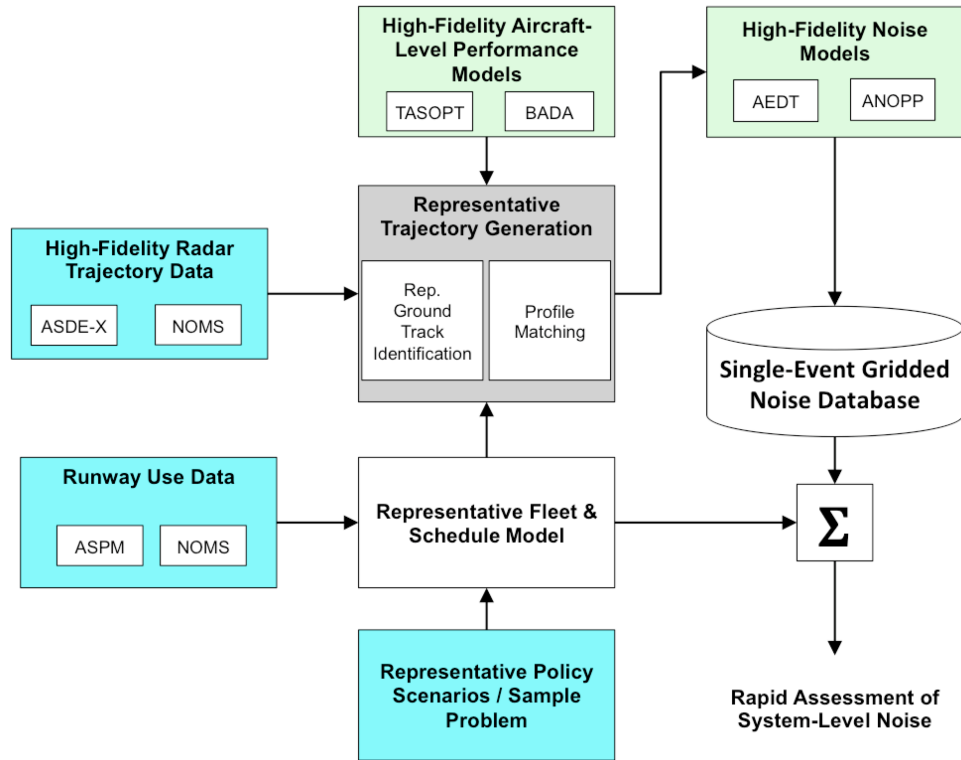 High-Fidelity Aircraft-
Level Performance
Models
TASOPT
BADA
High-Fidelity Noise
Models
AEDT
ANOPP
Representative
Trajectory Generation
Rep.
Ground
Track
Identification
Profile
Matching
High-Fidelity Radar
Trajectory Data
ASDE-X
NOMS
Single-Event Gridded
Noise Database
Runway Use Data
ASPM
NOMS
Representative Fleet &
Schedule Model
Σ
Representative Policy
Scenarios / Sample
Problem
Rapid Assessment of
System-Level Noise